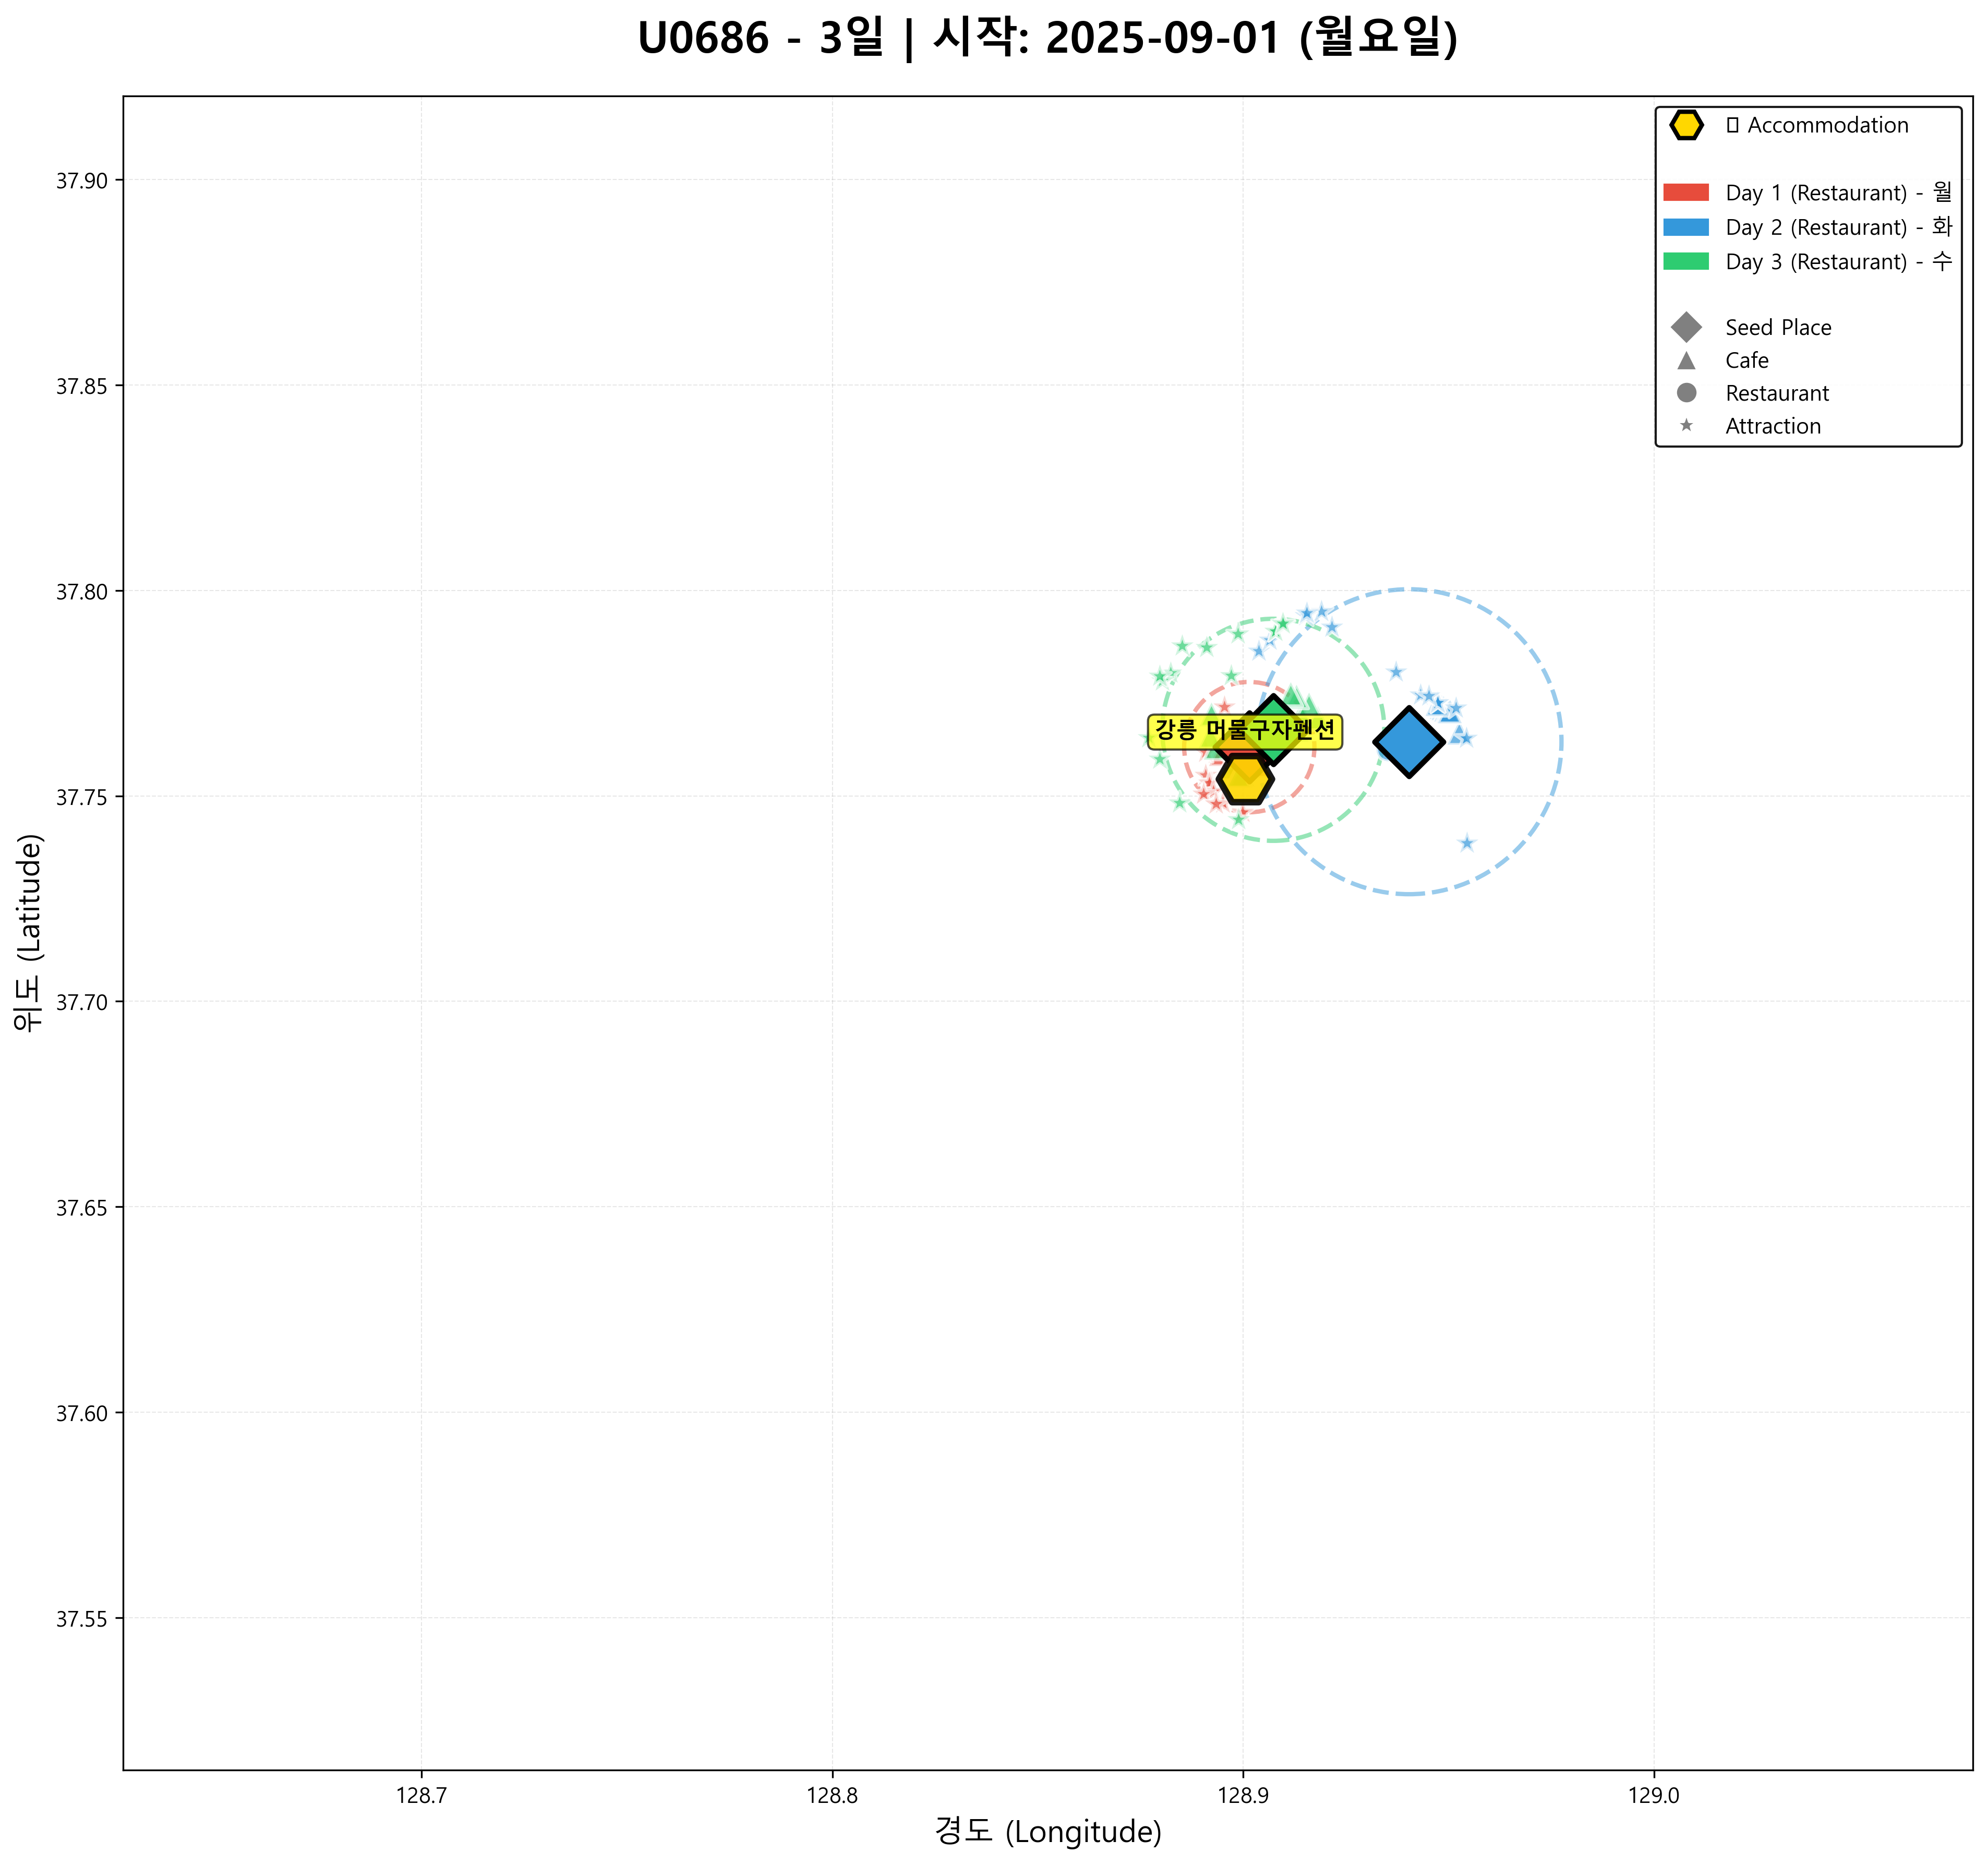 U0686 - 3일 | 시작: 2025-09-01 (월요일)
Accommodation
Day 1 (Restaurant) - 월
Day 2 (Restaurant) - 화
Day 3 (Restaurant) - 수
Seed Place
Cafe
Restaurant
Attraction
37.90
37.85
37.80
37.75
37.70
37.65
37.60
37.55
강릉 머물구자펜션
위도 (Latitude)
128.7
128.8
128.9
129.0
경도 (Longitude)